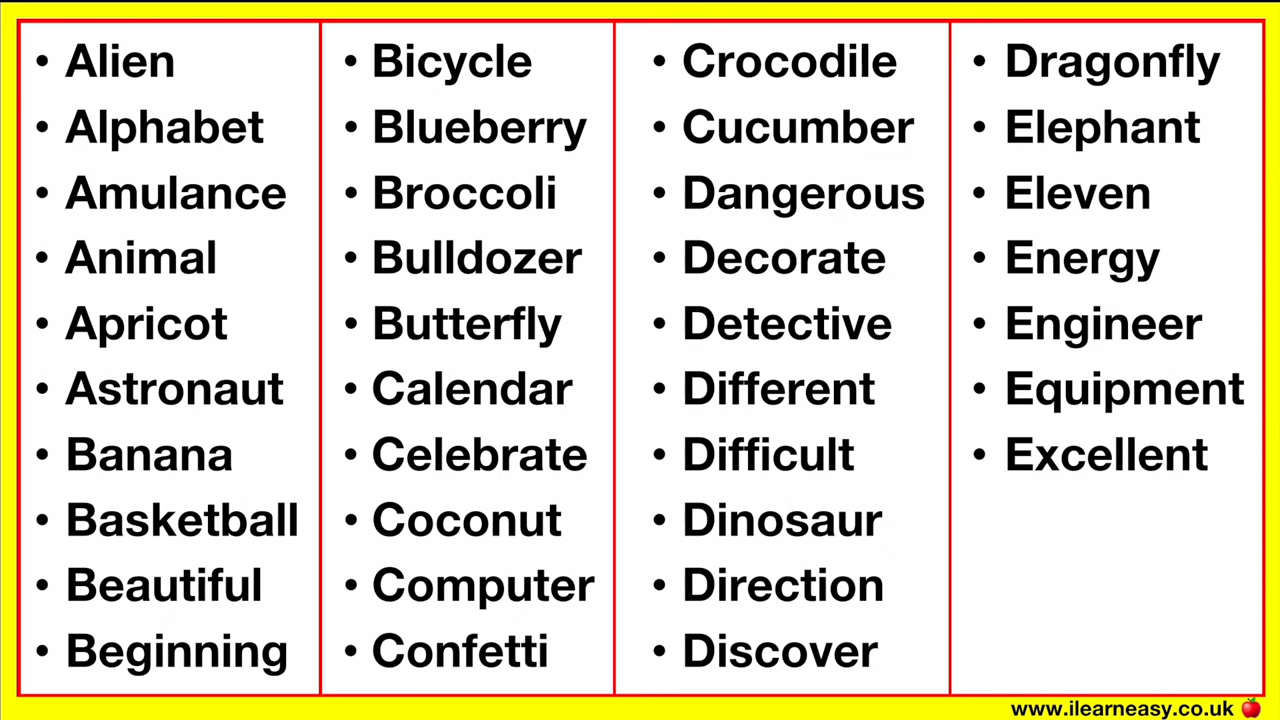 • Alien
• Alphabet
• Amulance
• Animal
• Apricot
• Astronaut
• Banana
• Basketball
• Beautiful
• Beginning
• Bicycle
• Blueberry
• Broccoli
• Bulldozer
• Butterfly
• Calendar
• Celebrate
• Coconut
• Computer
• Confetti
• Crocodile
• Cucumber
• Dangerous
• Decorate
• Detective
• Different
• Difficult
• Dinosaur
• Direction
• Discover
• Dragonfly
• Elephant
• Eleven
• Energy
• Engineer
• Equipment
• Excellent
www.ilearneasy.co.uk